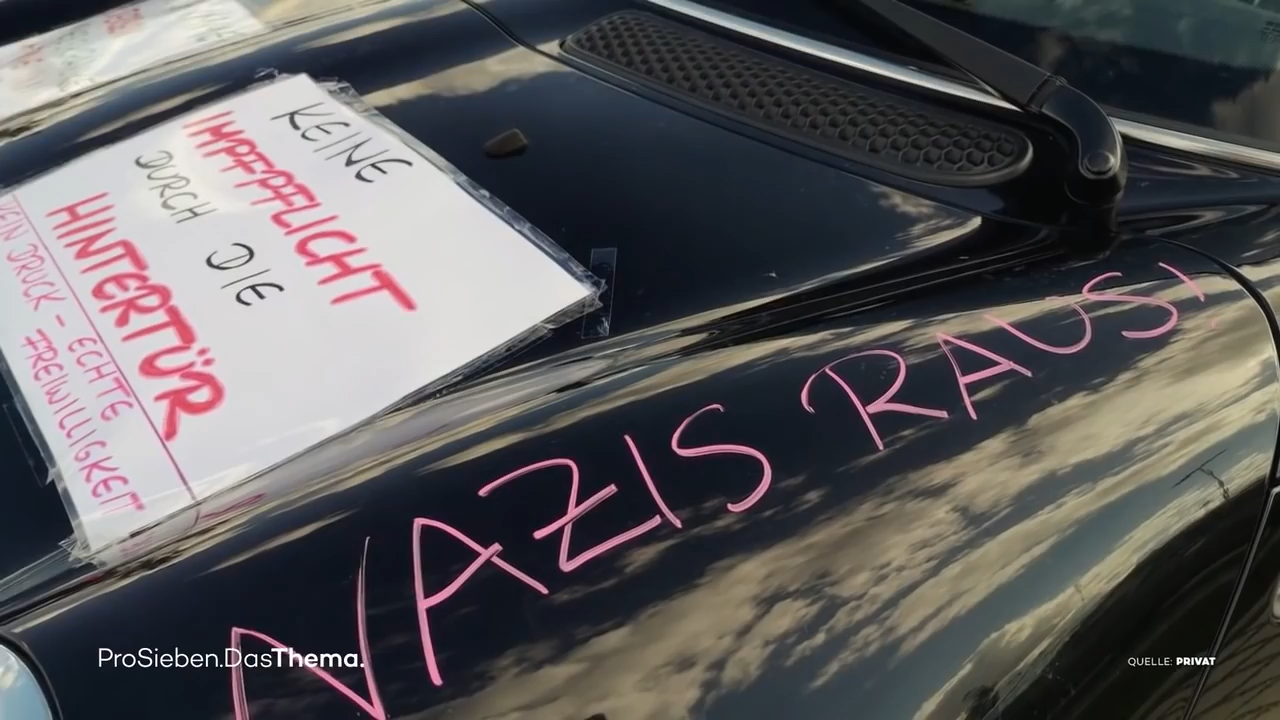 KEINE
IMPFPFLICHT
DURCH DIE
HINTERTÜR
KEIN DRUCK - ECHTE
FREIWILLIGKEIT
NAZIS RAUS!
ProSieben.DasThema.
QUELLE: PRIVAT